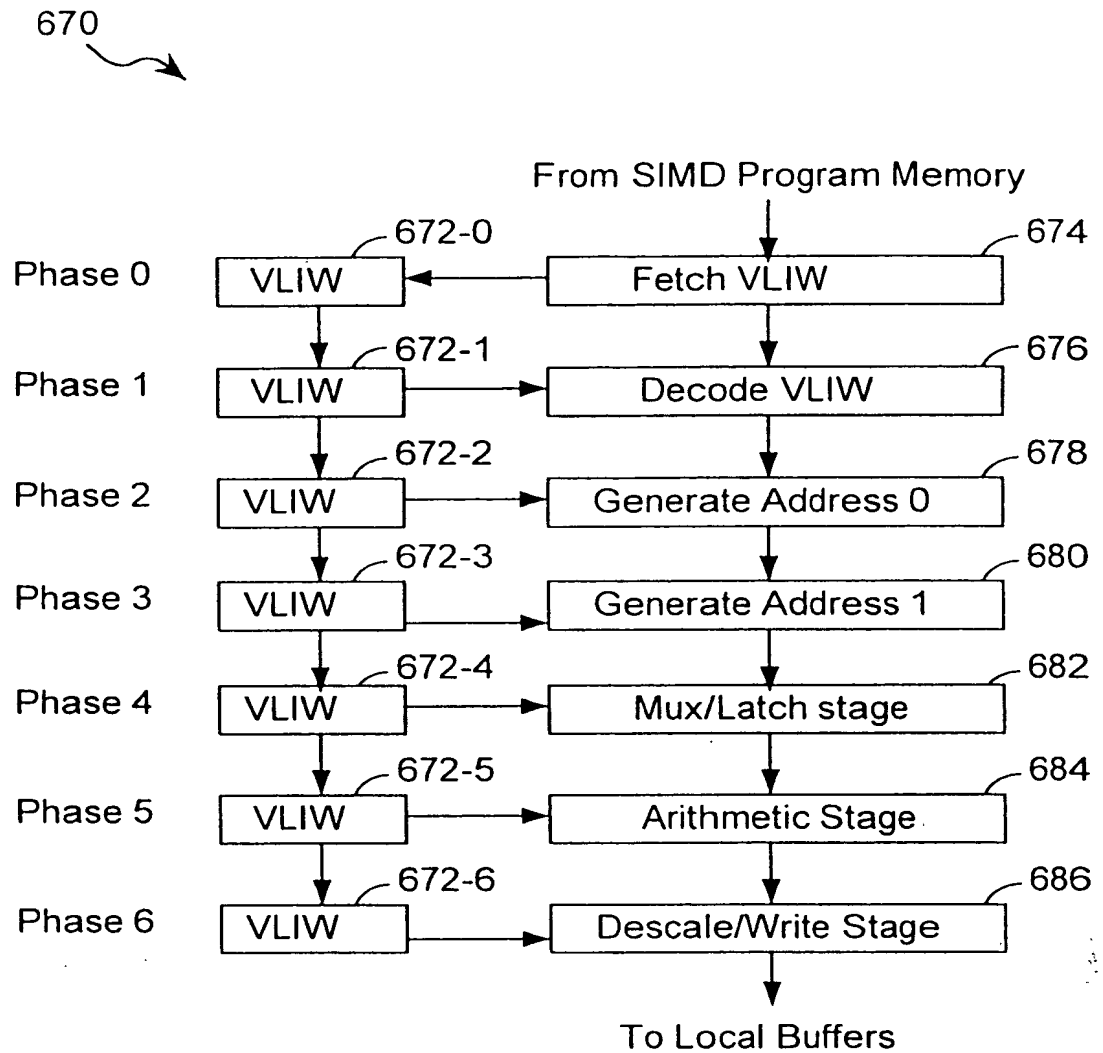 670
From SIMD Program Memory
672-0
674
Phase 0
VLIW
Fetch VLIW
672-1
676
Phase 1
VLIW
Decode VLIW
672-2
678
Phase 2
VLIW
Generate Address 0
672-3
680
Phase 3
VLIW
Generate Address 1
672-4
682
Phase 4
VLIW
Mux/Latch stage
672-5
684
Phase 5
VLIW
Arithmetic Stage
672-6
686
Phase 6
VLIW
Descale/Write Stage
To Local Buffers